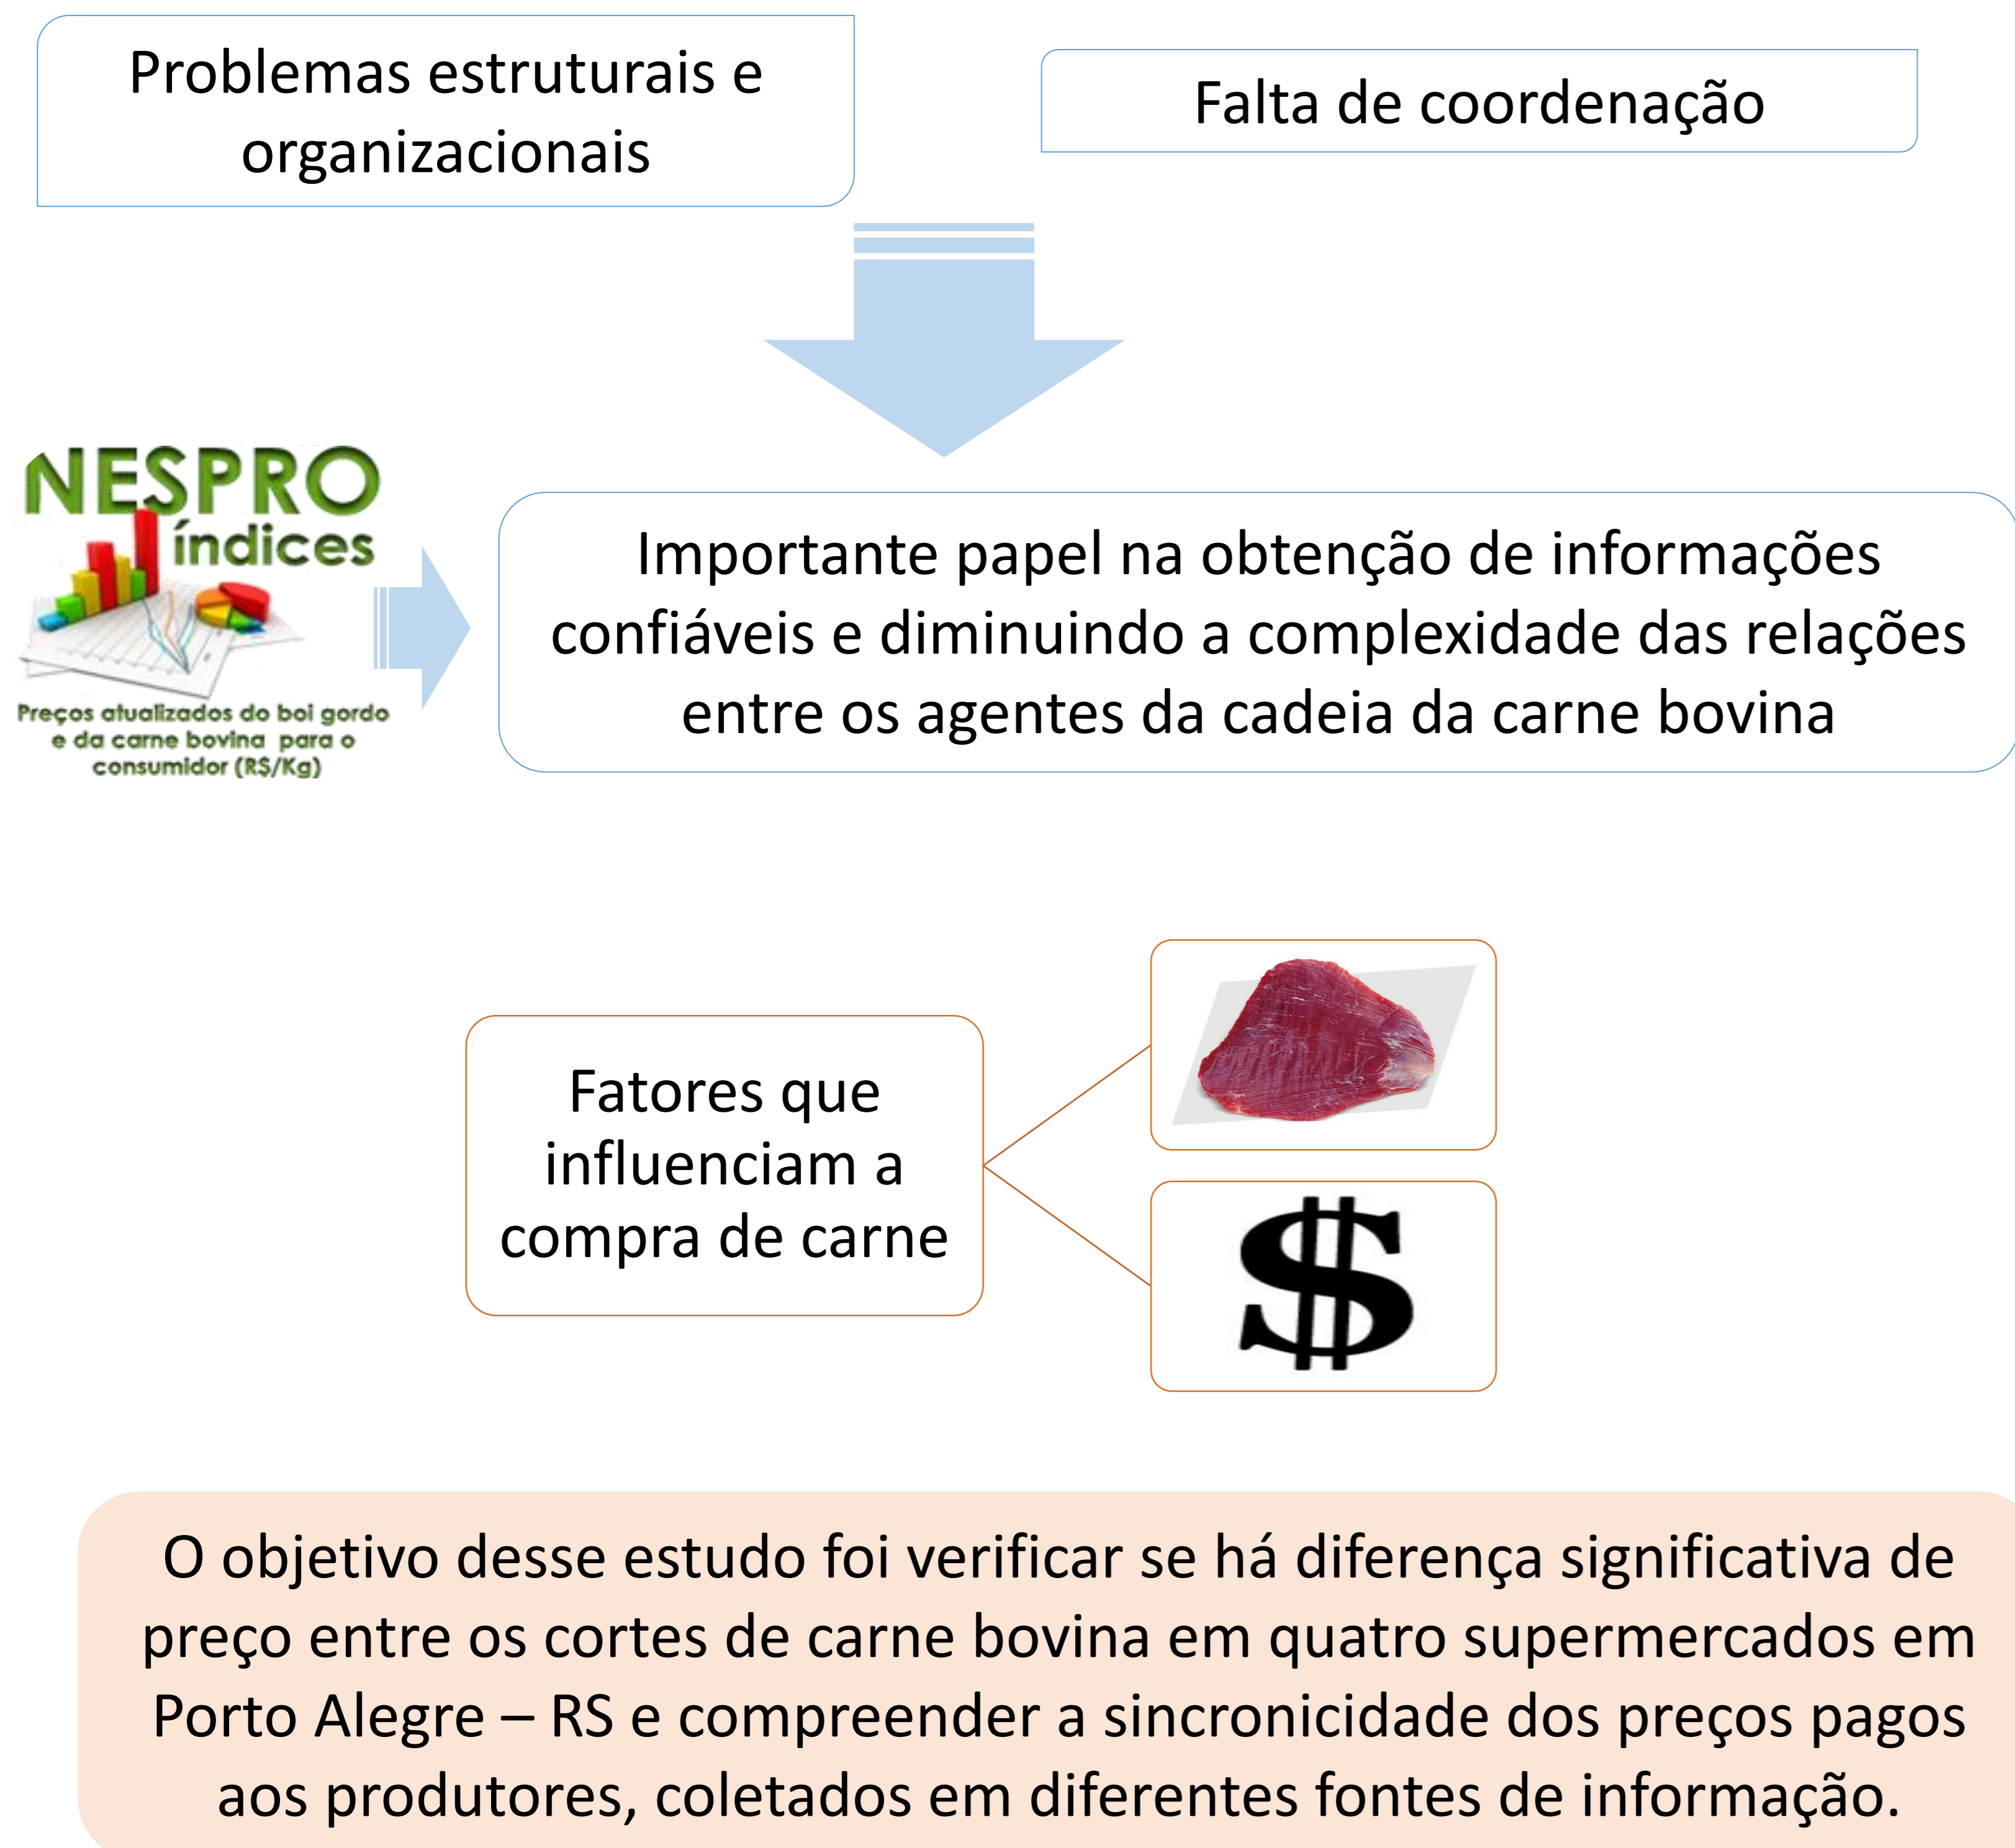 Problemas estruturais e
organizacionais
Falta de coordenação
NESPRO
índices
Preços atualizados do boi gordo
e da carne bovina para o
consumidor (R$/Kg)
Importante papel na obtenção de informações
confiáveis e diminuindo a complexidade das relações
entre os agentes da cadeia da carne bovina
Fatores que
influenciam a
compra de carne
$
O objetivo desse estudo foi verificar se há diferença significativa de
preço entre os cortes de carne bovina em quatro supermercados em
Porto Alegre – RS e compreender a sincronicidade dos preços pagos
aos produtores, coletados em diferentes fontes de informação.